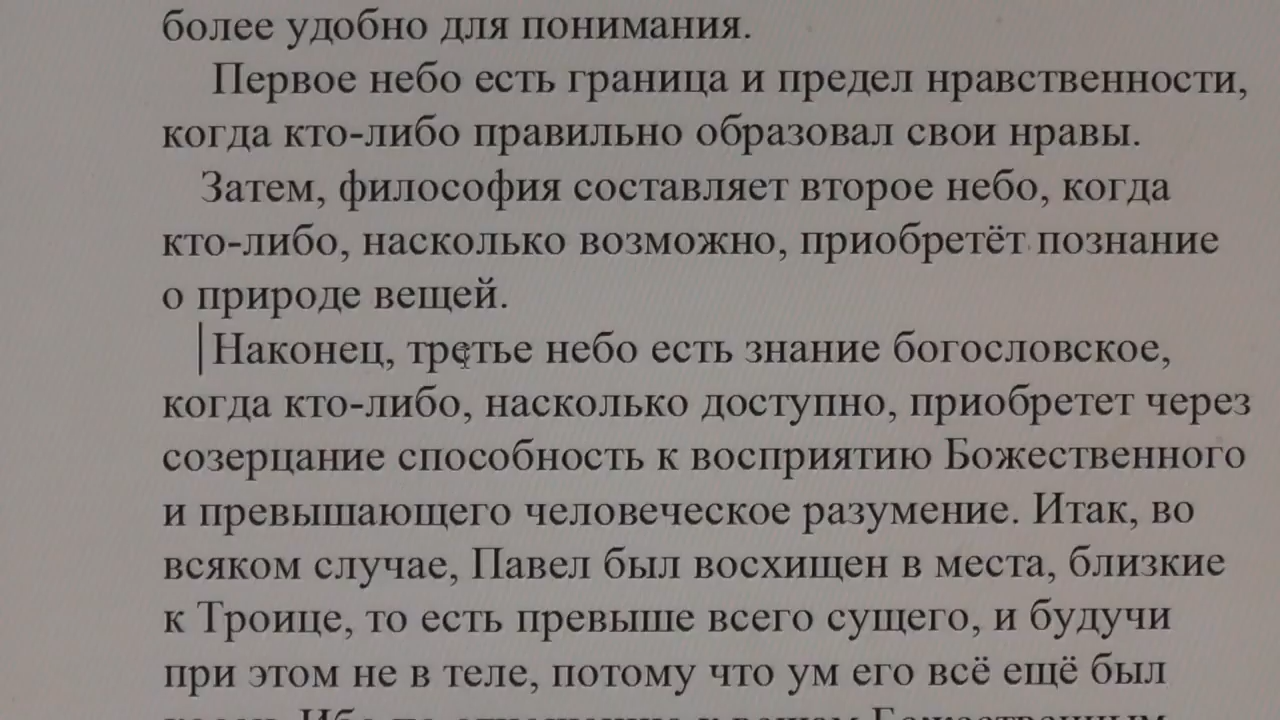 более удобно для понимания.
Первое небо есть граница и предел нравственности,
когда кто-либо правильно образовал свои нравы.
Затем, философия составляет второе небо, когда
кто-либо, насколько возможно, приобретёт познание
о природе вещей.
Наконец, третье небо есть знание богословское,
когда кто-либо, насколько доступно, приобретет через
созерцание способность к восприятию Божественного
и превышающего человеческое разумение. Итак, во
всяком случае, Павел был восхищен в места, близкие
к Троице, то есть превыше всего сущего, и будучи
при этом не в теле, потому что ум его всё ещё был